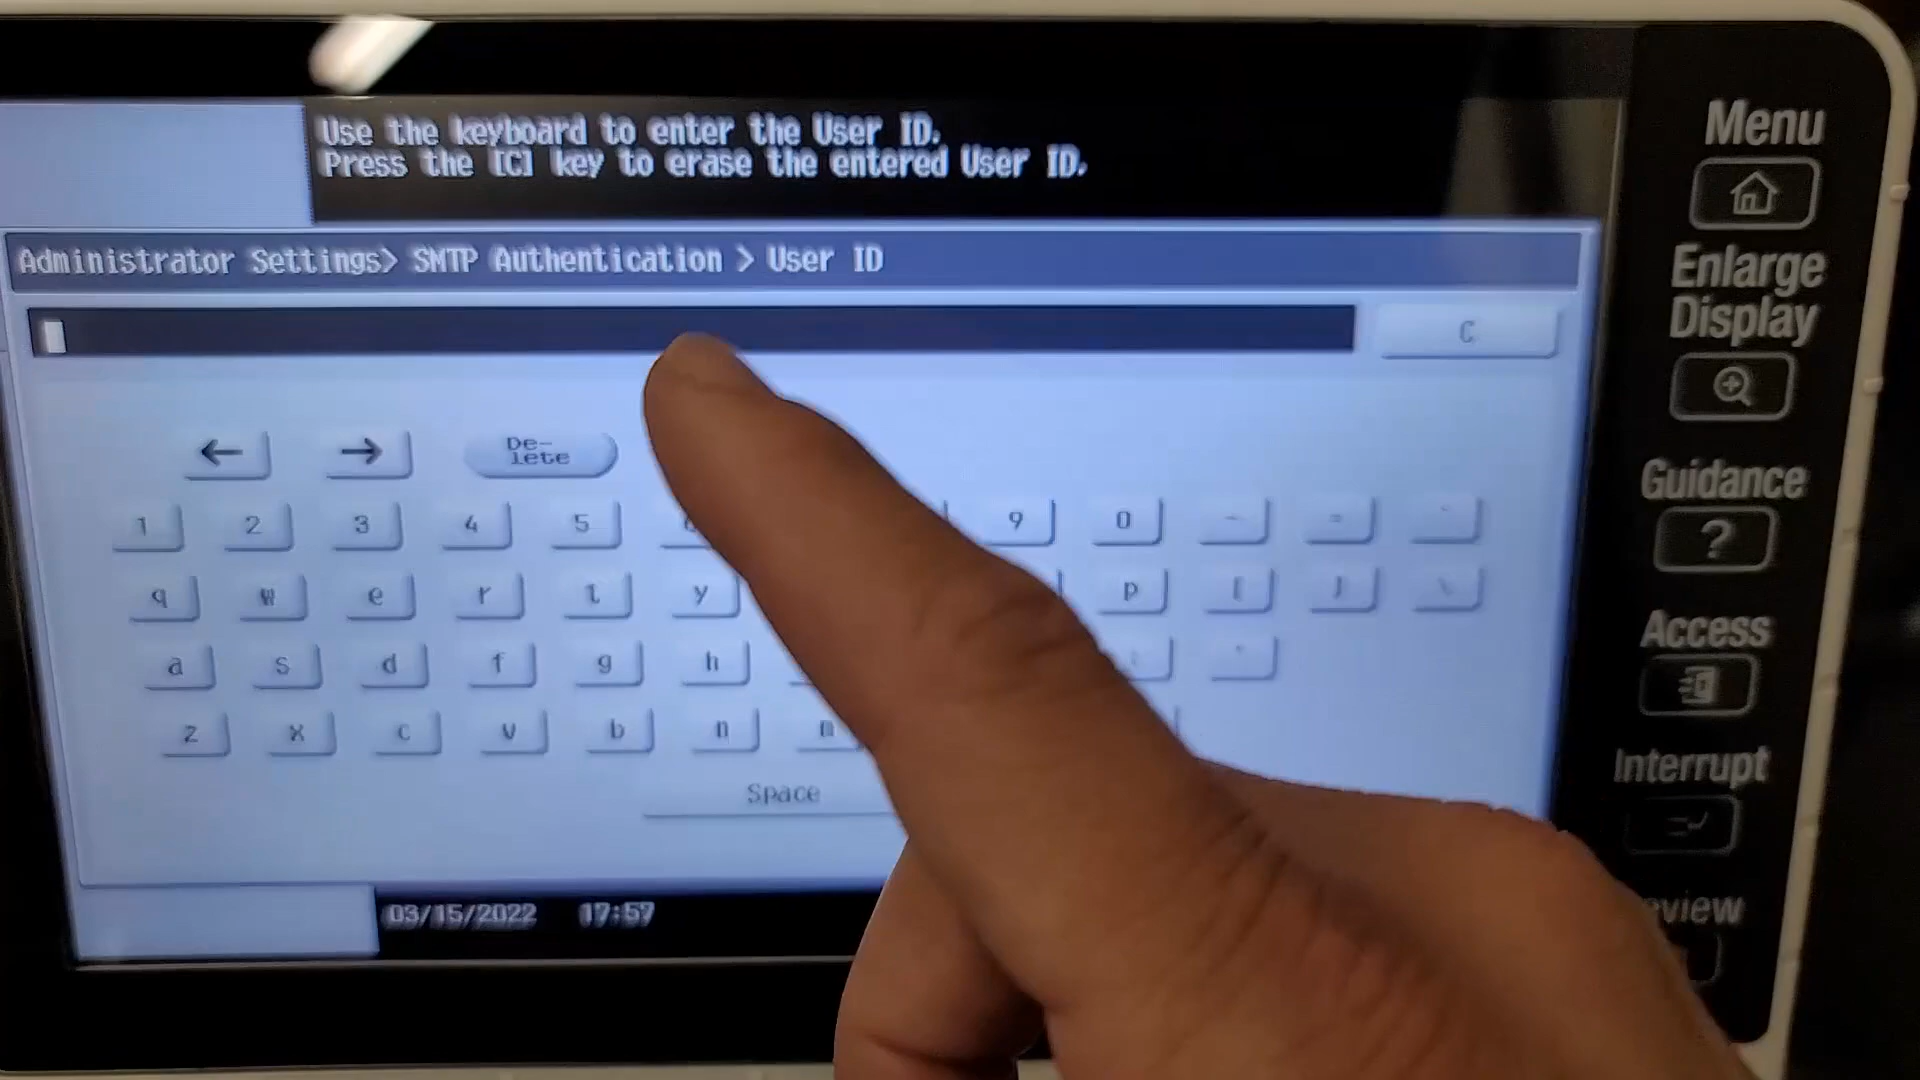 Use the keyboard to enter the User ID.
Press the [C] key to erase the entered User ID.
Administrator Settings> SMTP Authentication > User ID
C
← → De-
lete
1 2 3 4 5 9 0 - =
q w e r t y p [ ] \
a s d f g h
z x c v b n m
Space
03/15/2022 17:57
Menu
Enlarge
Display
Guidance
?
Access
Interrupt